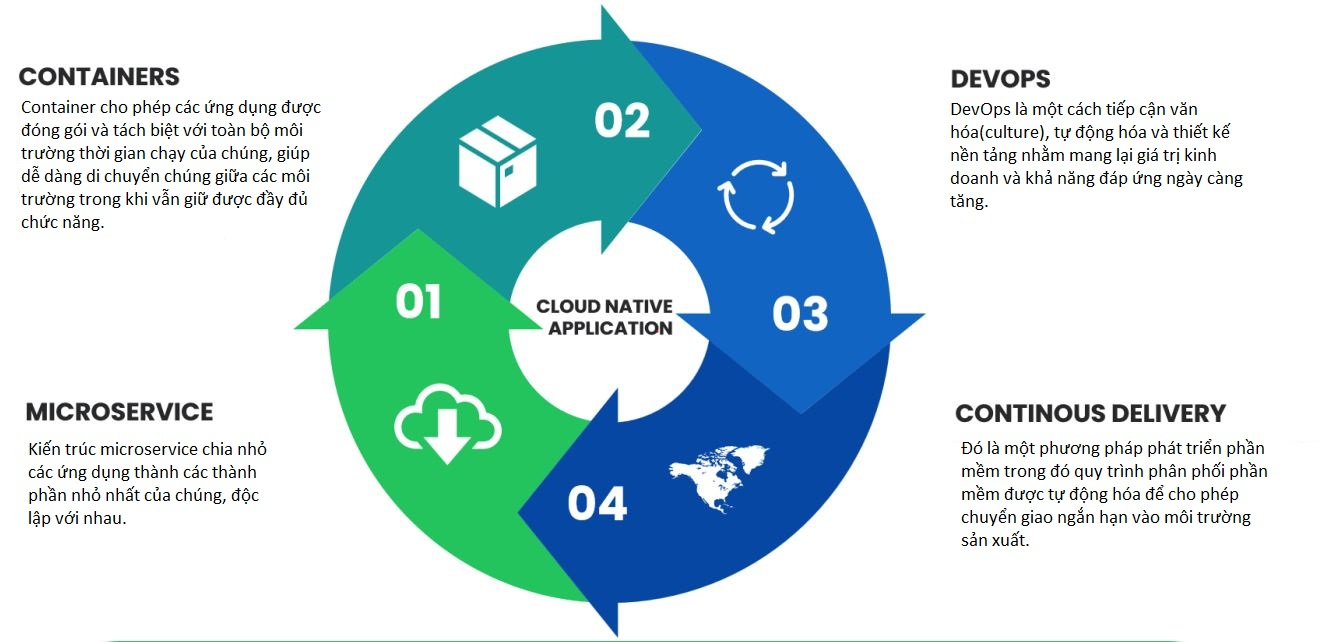 CONTAINERS
Container cho phép các ứng dụng được
đóng gói và tách biệt với toàn bộ môi
trường thời gian chạy của chúng, giúp
dễ dàng di chuyển chúng giữa các môi
trường trong khi vẫn giữ được đầy đủ
chức năng.
02
DEVOPS
DevOps là một cách tiếp cận văn
hóa(culture), tự động hóa và thiết kế
nền tảng nhằm mang lại giá trị kinh
doanh và khả năng đáp ứng ngày càng
tăng.
01
CLOUD NATIVE
APPLICATION
03
MICROSERVICE
Kiến trúc microservice chia nhỏ
các ứng dụng thành các thành
phần nhỏ nhất của chúng, độc
lập với nhau.
04
CONTINOUS DELIVERY
Đó là một phương pháp phát triển phần
mềm trong đó quy trình phân phối phần
mềm được tự động hóa để cho phép
chuyển giao ngắn hạn vào môi trường
sản xuất.